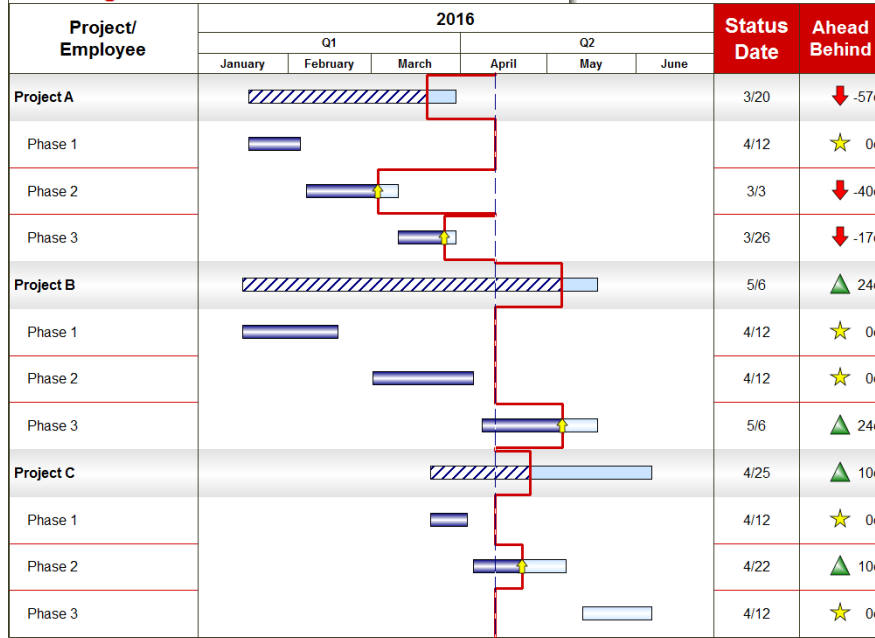 Project/
Employee
2016
Q1 Q2
January February March April May June
Status
Date
Ahead
Behind
Project A 3/20 -57
Phase 1 4/12 0
Phase 2 3/3 -40
Phase 3 3/26 -17
Project B 5/6 24
Phase 1 4/12 0
Phase 2 4/12 0
Phase 3 5/6 24
Project C 4/25 10
Phase 1 4/12 0
Phase 2 4/22 10
Phase 3 4/12 0